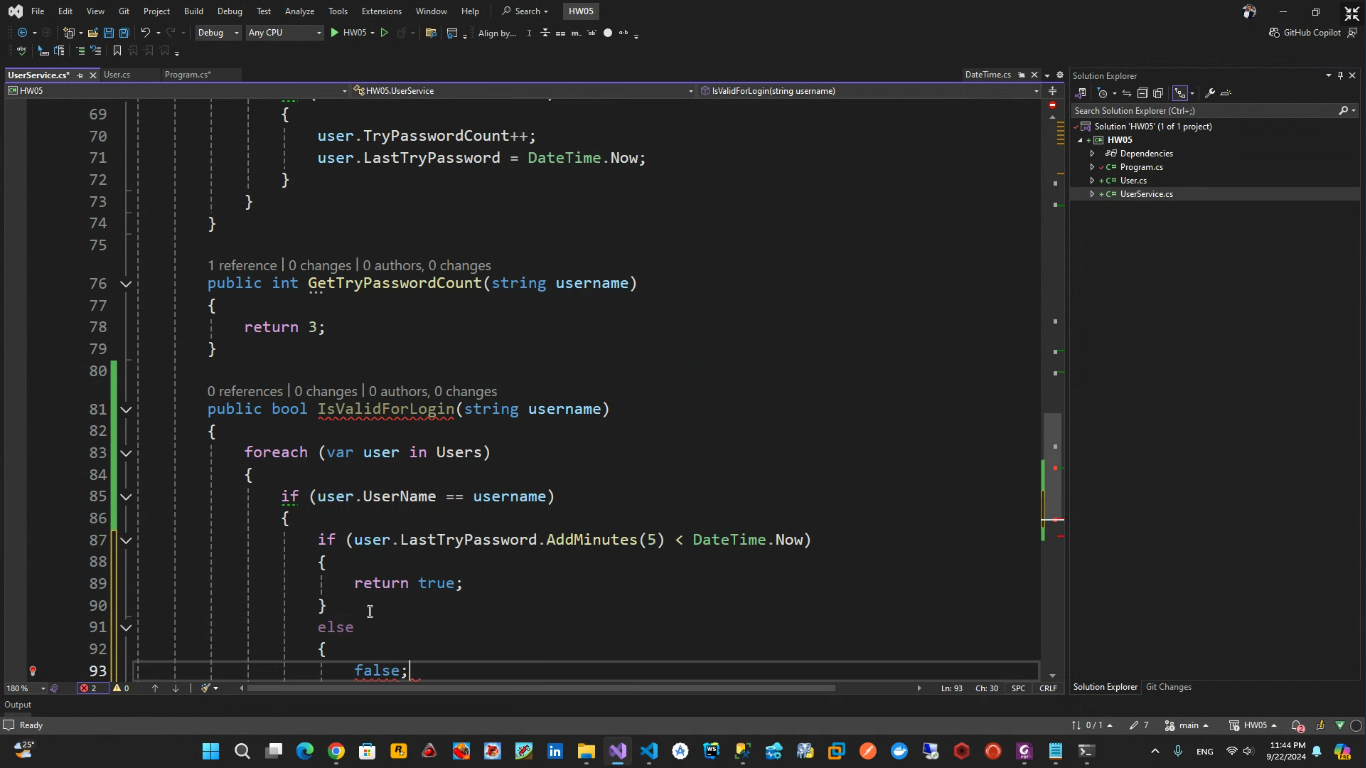 File Edit View Git Project Build Debug Test Analyze Tools Extensions Window Help Search HW05
Debug Any CPU HW05 Align by... GitHub Copilot
UserService.cs* User.cs Program.cs* DateTime.cs Solution Explorer
HW05 HW05.UserService IsValidForLogin(string username)
Search Solution Explorer (Ctrl+;)
Solution 'HW05' (1 of 1 project)
HW05
Dependencies
Program.cs
User.cs
UserService.cs
69 {
70 user.TryPasswordCount++;
71 user.LastTryPassword = DateTime.Now;
72 }
73 }
74 }
75
1 reference | 0 changes | 0 authors, 0 changes
76 public int GetTryPasswordCount(string username)
77 {
78 return 3;
79 }
80
0 references | 0 changes | 0 authors, 0 changes
81 public bool IsValidForLogin(string username)
82 {
83 foreach (var user in Users)
84 {
85 if (user.UserName == username)
86 {
87 if (user.LastTryPassword.AddMinutes(5) < DateTime.Now)
88 {
89 return true;
90 }
91 else
92 {
93 false;
180 % 2 0 Ln: 93 Ch: 30 SPC CRLF
Solution Explorer Git Changes
Output
Ready 0 / 1 7 main HW05 2
25° ENG 11:44 PM
9/22/2024